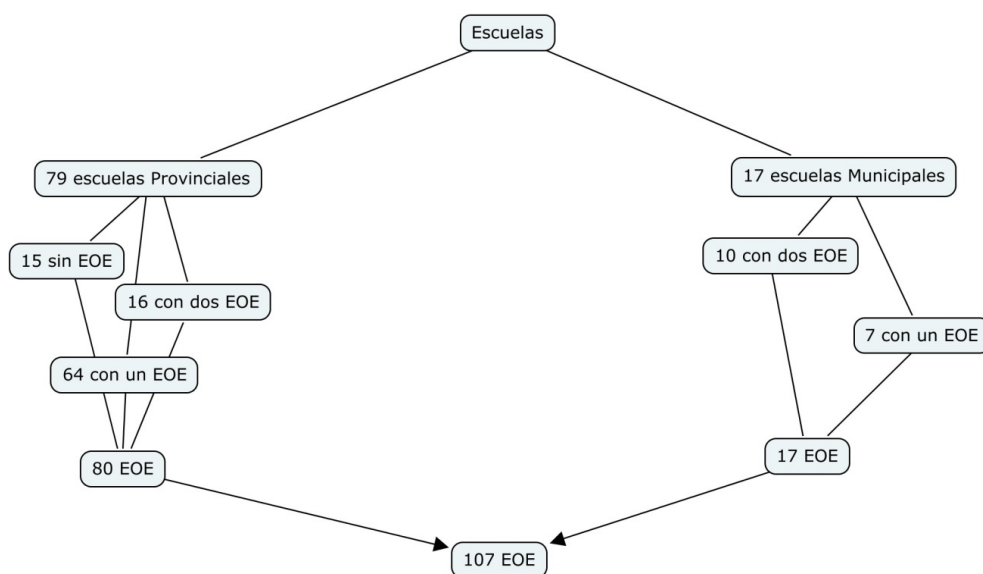 Escuelas
79 escuelas Provinciales
17 escuelas Municipales
15 sin EOE
10 con dos EOE
16 con dos EOE
7 con un EOE
64 con un EOE
80 EOE
17 EOE
107 EOE